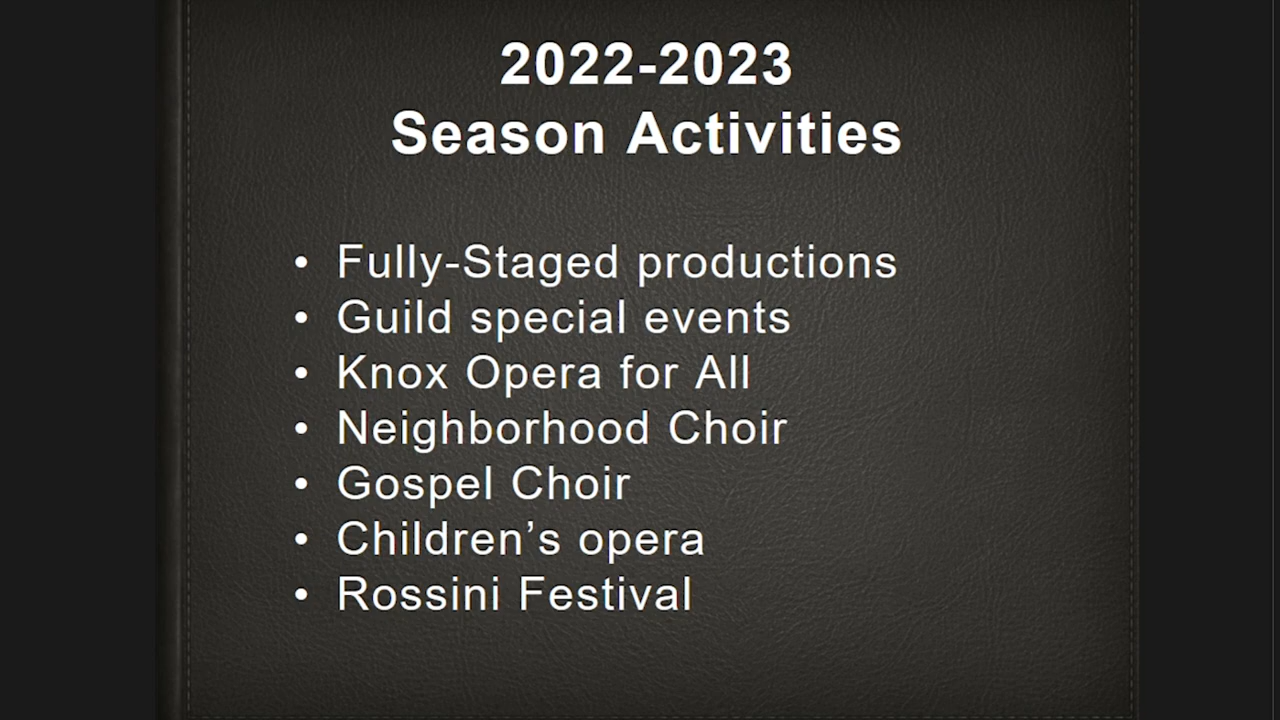 2022-2023
Season Activities
• Fully-Staged productions
• Guild special events
• Knox Opera for All
• Neighborhood Choir
• Gospel Choir
• Children’s opera
• Rossini Festival